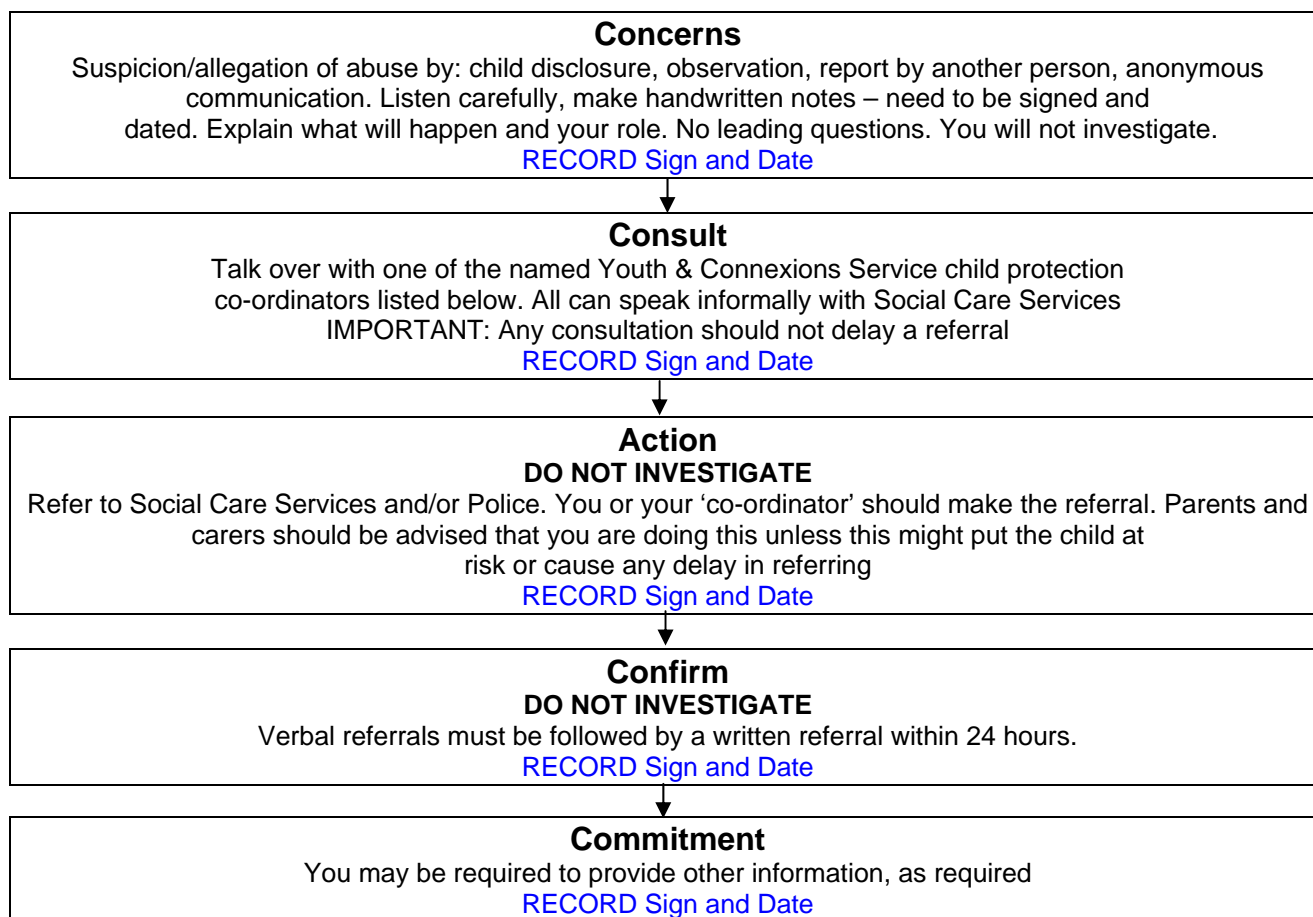 Concerns
Suspicion/allegation of abuse by: child disclosure, observation, report by another person, anonymous
communication. Listen carefully, make handwritten notes – need to be signed and
dated. Explain what will happen and your role. No leading questions. You will not investigate.
RECORD Sign and Date
Consult
Talk over with one of the named Youth & Connexions Service child protection
co-ordinators listed below. All can speak informally with Social Care Services
IMPORTANT: Any consultation should not delay a referral
RECORD Sign and Date
Action
DO NOT INVESTIGATE
Refer to Social Care Services and/or Police. You or your ‘co-ordinator’ should make the referral. Parents and
carers should be advised that you are doing this unless this might put the child at
risk or cause any delay in referring
RECORD Sign and Date
Confirm
DO NOT INVESTIGATE
Verbal referrals must be followed by a written referral within 24 hours.
RECORD Sign and Date
Commitment
You may be required to provide other information, as required
RECORD Sign and Date